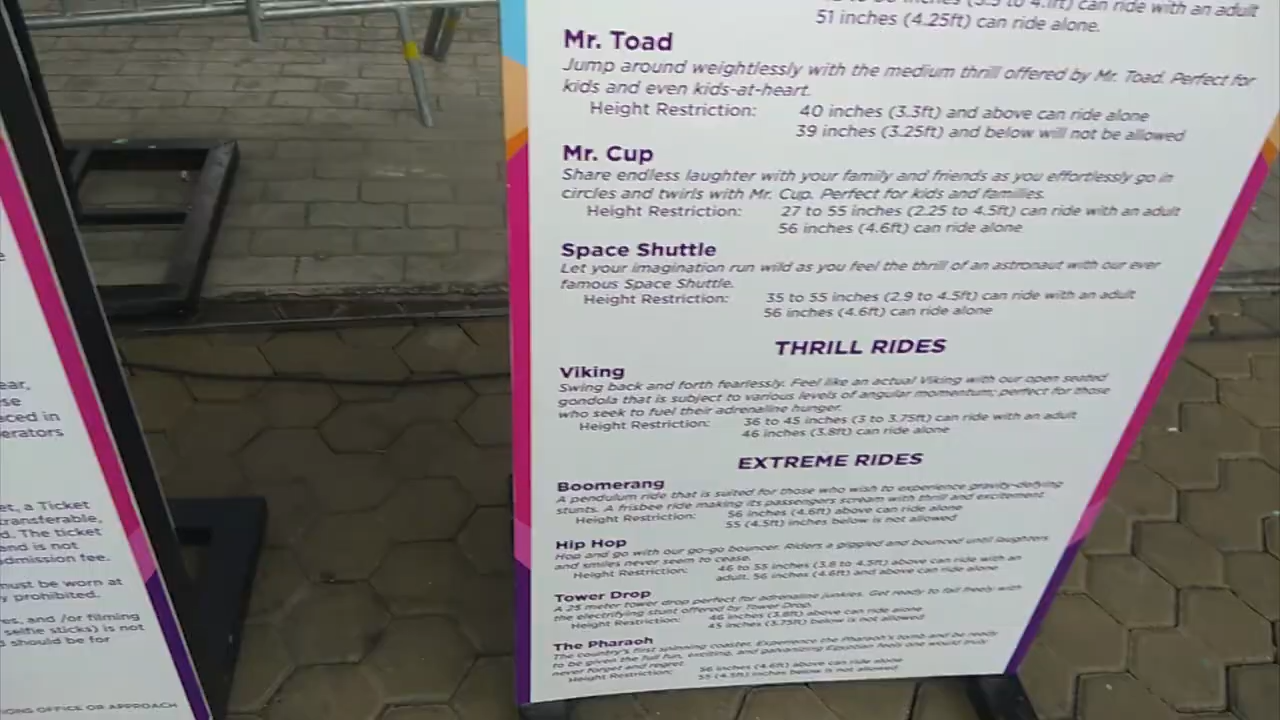 (3.5 to 4.1ft) can ride with an adult
51 inches (4.25ft) can ride alone.
Mr. Toad
Jump around weightlessly with the medium thrill offered by Mr. Toad. Perfect for
kids and even kids-at-heart.
Height Restriction: 40 inches (3.3ft) and above can ride alone
39 inches (3.25ft) and below will not be allowed
Mr. Cup
Share endless laughter with your family and friends as you effortlessly go in
circles and twirls with Mr. Cup. Perfect for kids and families.
Height Restriction: 27 to 55 inches (2.25 to 4.5ft) can ride with an adult
56 inches (4.6ft) can ride alone
Space Shuttle
Let your imagination run wild as you feel the thrill of an astronaut with our ever
famous Space Shuttle.
Height Restriction: 35 to 55 inches (2.9 to 4.5ft) can ride with an adult
56 inches (4.6ft) can ride alone
THRILL RIDES
Viking
Swing back and forth fearlessly. Feel like an actual Viking with our open seated
gondola that is subject to various levels of angular momentum; perfect for those
who seek to fuel their adrenaline hunger.
Height Restriction: 36 to 45 inches (3 to 3.75ft) can ride with an adult
46 inches (3.8ft) can ride alone
EXTREME RIDES
Boomerang
A pendulum ride that is suited for those who wish to experience gravity-defying
stunts. A frisbee ride making its passengers scream with thrill and excitement.
Height Restriction: 56 inches (4.6ft) above can ride alone
55 (4.5ft) inches below is not allowed
Hip Hop
Hop and go with our go-go bouncer. Riders a giggled and bounced until laughters
and smiles never seem to cease.
Height Restriction: 46 to 55 inches (3.8 to 4.5ft) above can ride with an
adult. 56 inches (4.6ft) and above can ride alone
Tower Drop
A 25 meter tower drop perfect for adrenaline junkies. Get ready to fall freely with
the electrifying stunt offered by Tower Drop.
Height Restriction: 46 inches (3.8ft) above can ride alone
45 inches (3.75ft) below is not allowed
The Pharaoh
The country's first spinning coaster. Experience the Pharaoh's tomb and be ready
to be given the full fun, exciting, and galvanizing Egyptian feels one would truly
never forget and regret.
Height Restriction: 56 inches (4.6ft) above can ride alone
55 (4.5ft) inches below is not allowed
ear,
se
aced in
erators
et, a Ticket
transferable,
d. The ticket
and is not
dmission fee.
must be worn at
y prohibited.
es, and /or filming
selfie sticks) is not
d should be for
IONS OFFICE OR APPROACH